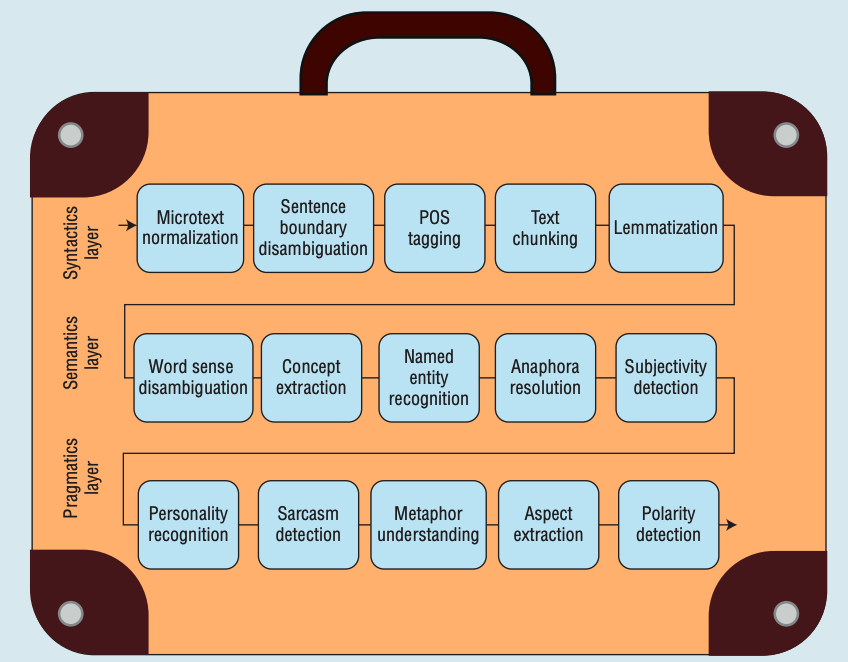 Syntactics
layer
Microtext
normalization
Sentence
boundary
disambiguation
POS
tagging
Text
chunking
Lemmatization
Semantics
layer
Word sense
disambiguation
Concept
extraction
Named
entity
recognition
Anaphora
resolution
Subjectivity
detection
Pragmatics
layer
Personality
recognition
Sarcasm
detection
Metaphor
understanding
Aspect
extraction
Polarity
detection